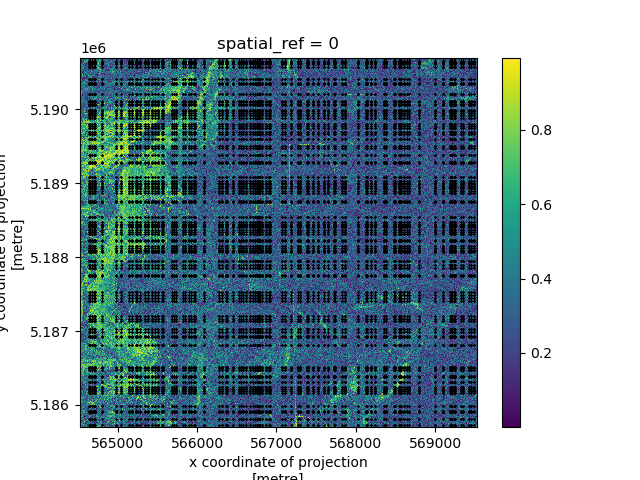 spatial_ref = 0
1e6
5.190
5.189
5.188
5.187
5.186
y coordinate of projection
[metre]
565000 566000 567000 568000 569000
x coordinate of projection
[metre]
0.8
0.6
0.4
0.2